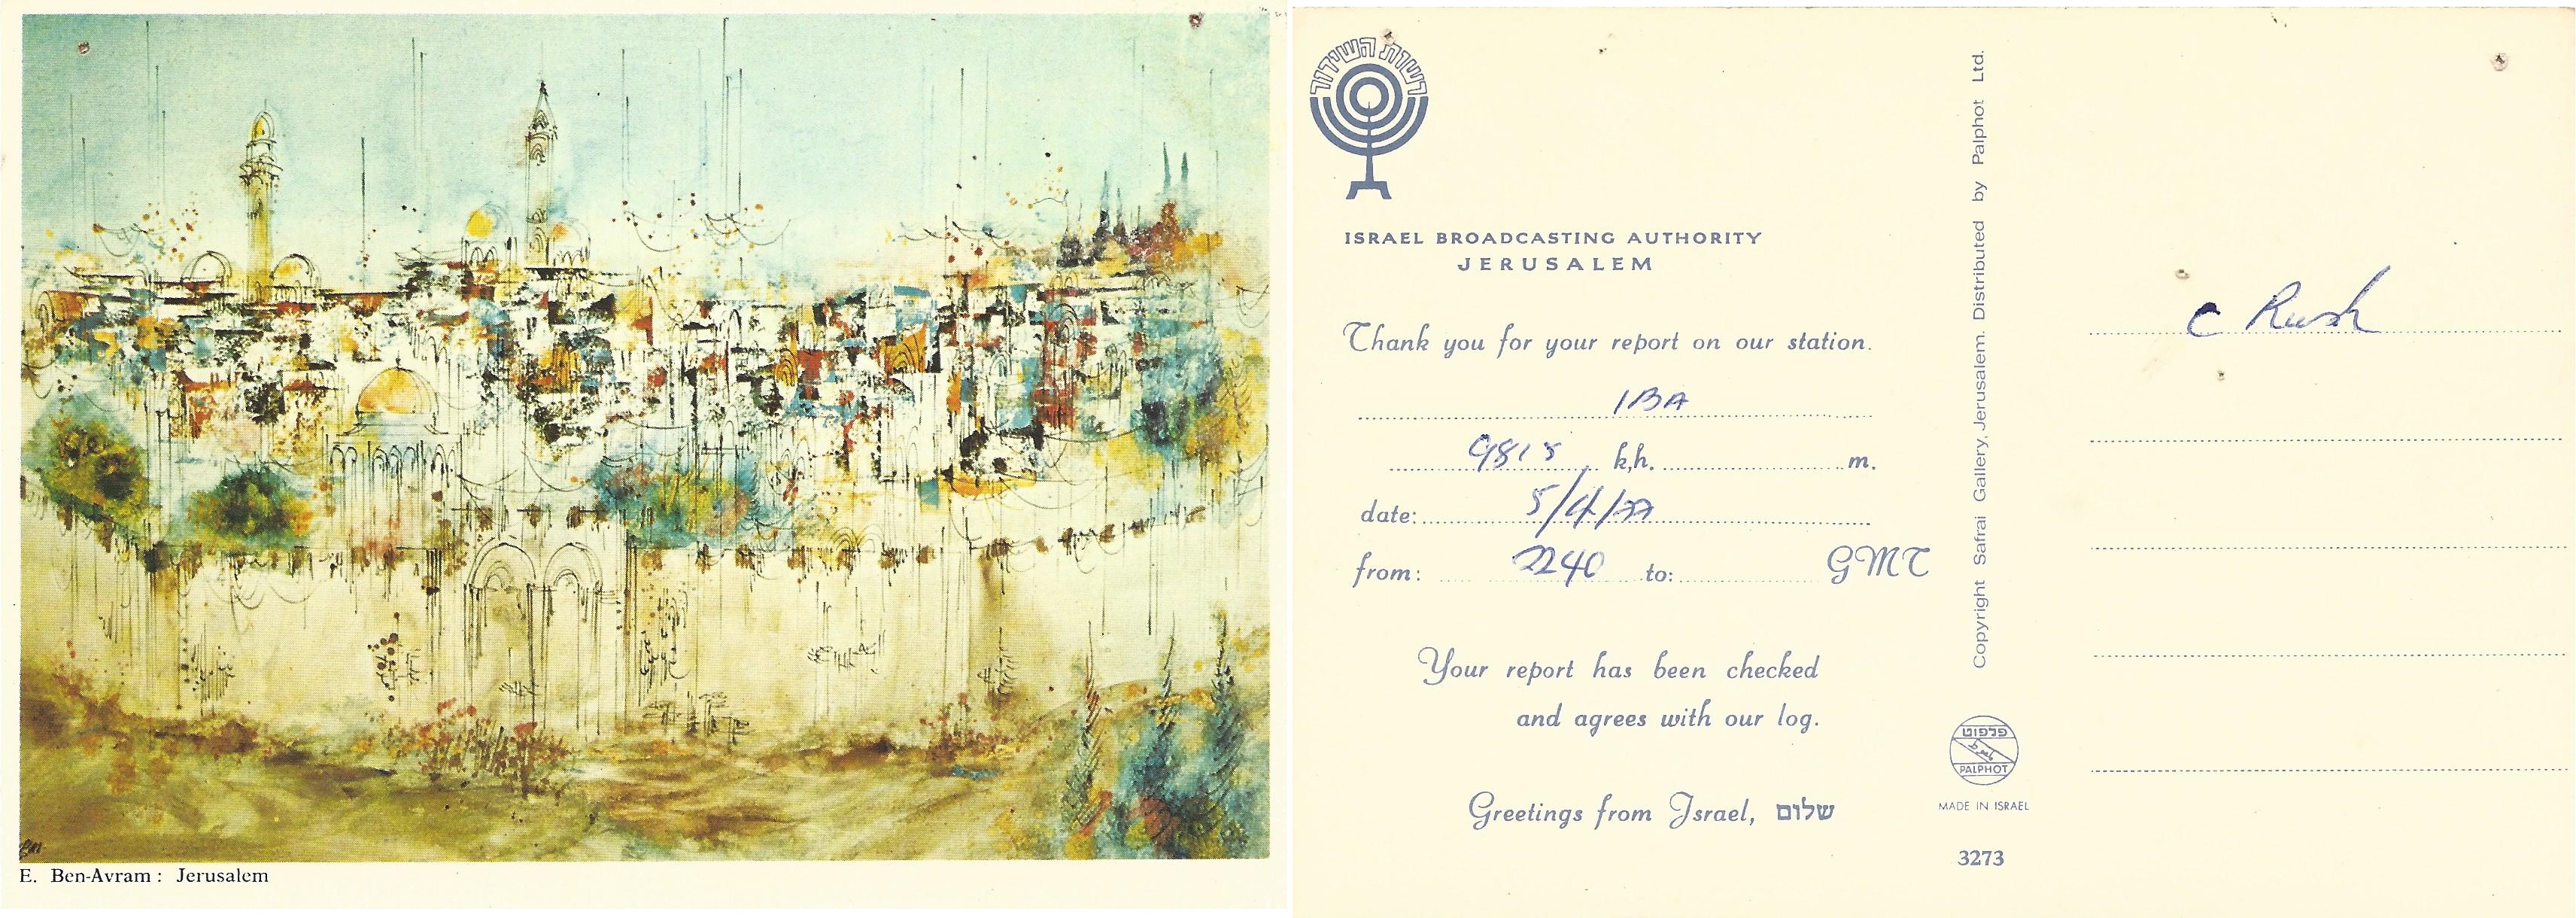 E. Ben-Avram : Jerusalem
רשות השידור
ISRAEL BROADCASTING AUTHORITY
JERUSALEM
Thank you for your report on our station.
IBA
9815 k.h. m.
date: 5/4/77
from: 2240 to: GMT
Your report has been checked
and agrees with our log.
Greetings from Israel, שלום
Copyright Safrai Gallery, Jerusalem. Distributed by Palphot Ltd.
פלפוט
PALPHOT
MADE IN ISRAEL
3273
C Rush